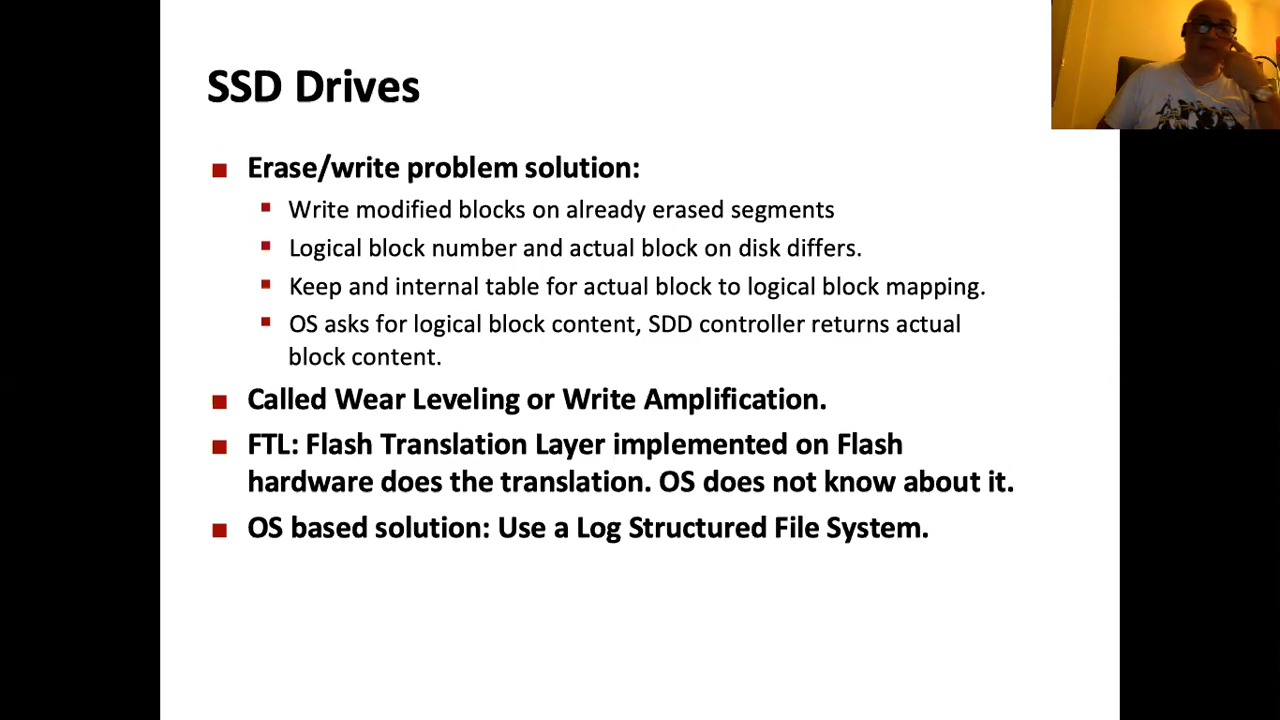 SSD Drives
Erase/write problem solution:
Write modified blocks on already erased segments
Logical block number and actual block on disk differs.
Keep and internal table for actual block to logical block mapping.
OS asks for logical block content, SDD controller returns actual
block content.
Called Wear Leveling or Write Amplification.
FTL: Flash Translation Layer implemented on Flash
hardware does the translation. OS does not know about it.
OS based solution: Use a Log Structured File System.